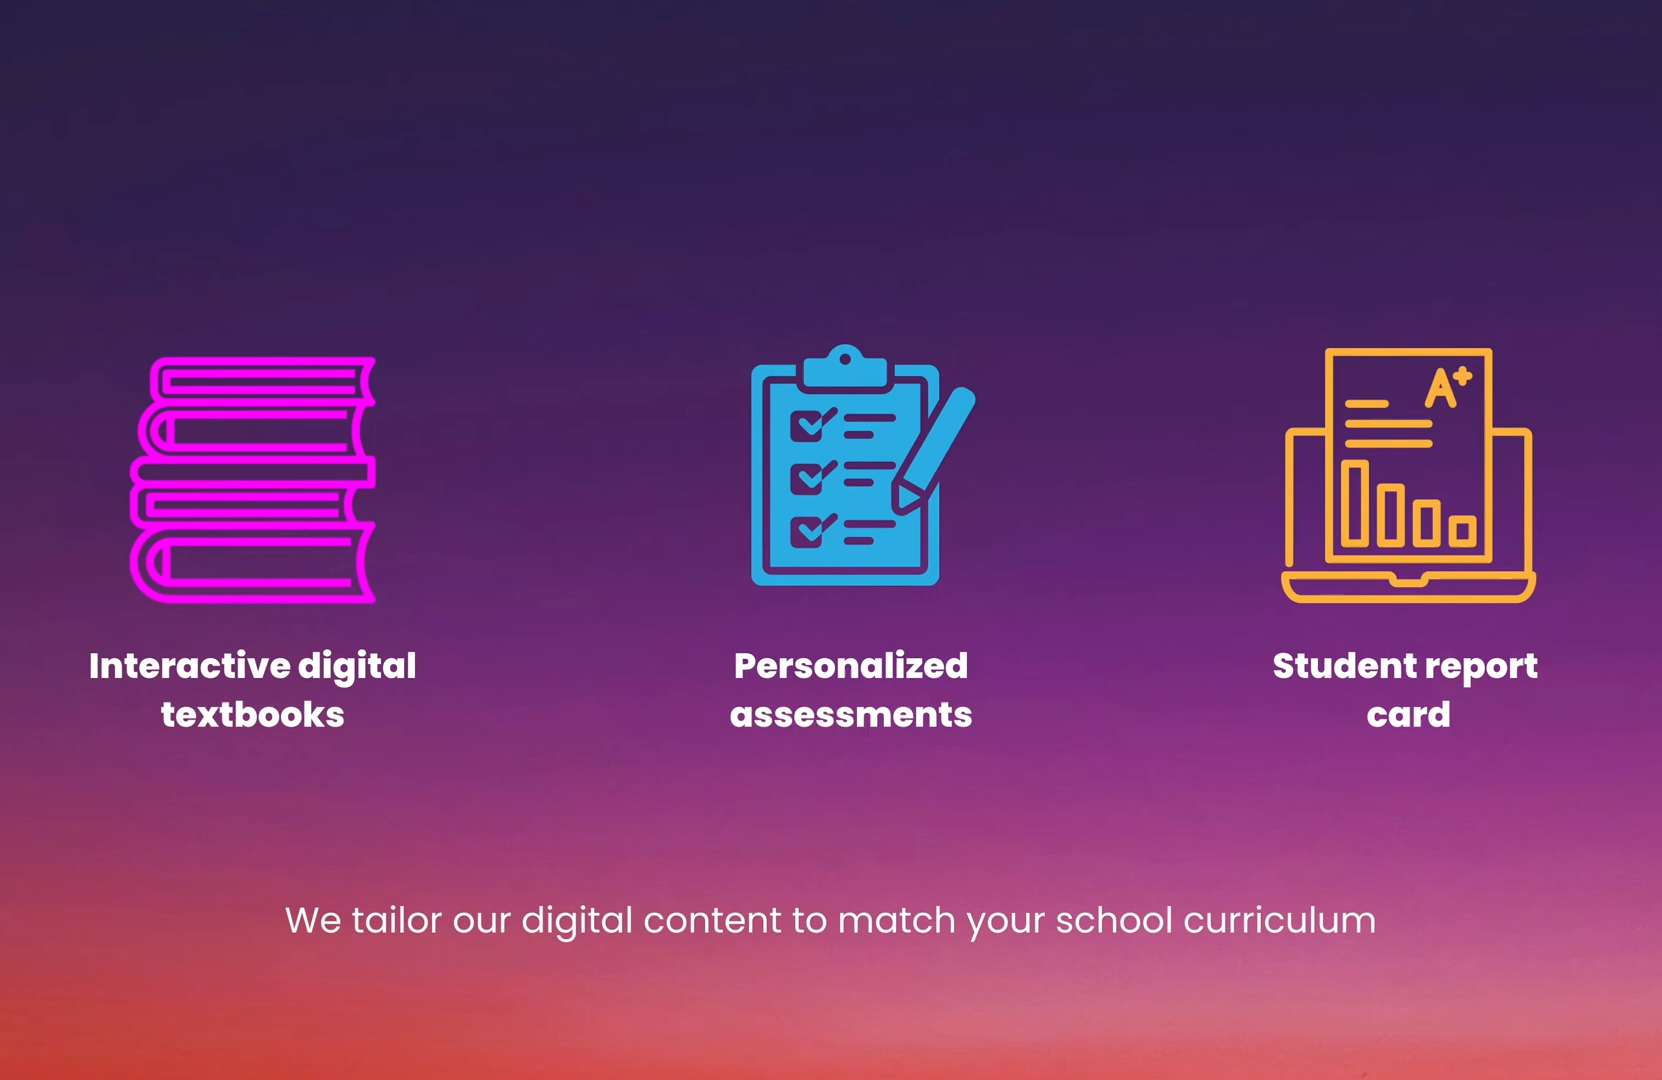 A+
Interactive digital
textbooks
Personalized
assessments
Student report
card
We tailor our digital content to match your school curriculum